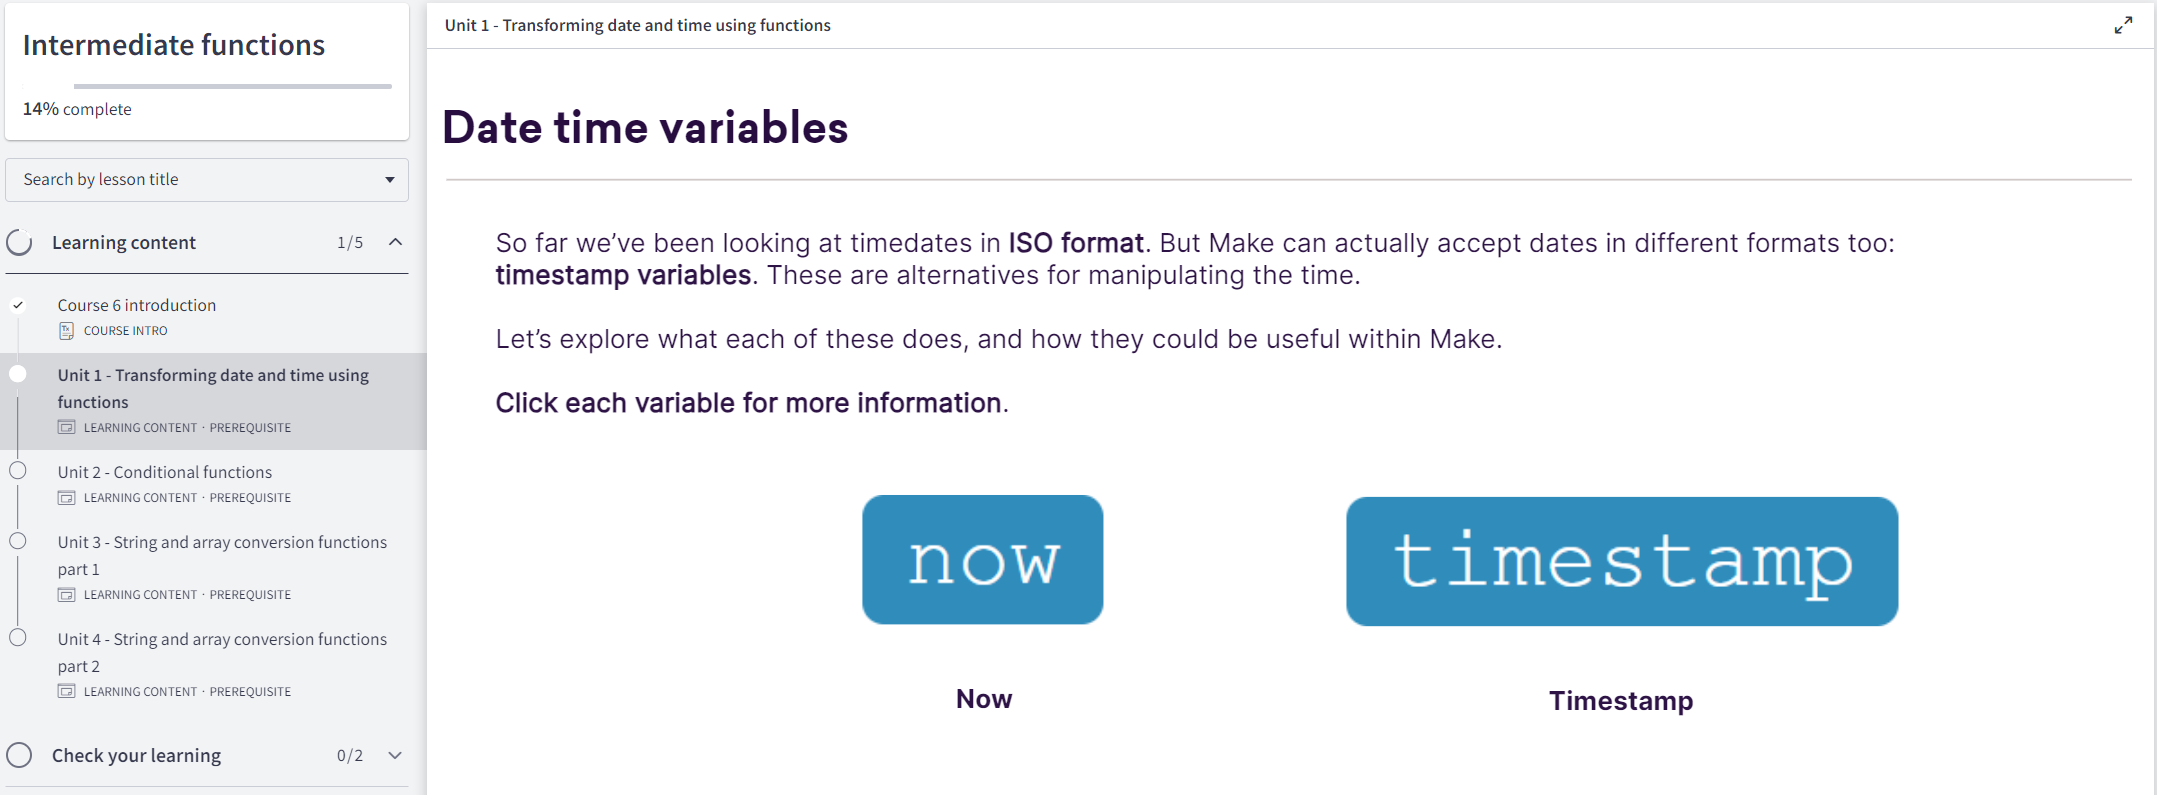 Intermediate functions
14% complete
Search by lesson title
Learning content 1/5
Course 6 introduction
COURSE INTRO
Unit 1 - Transforming date and time using
functions
LEARNING CONTENT · PREREQUISITE
Unit 2 - Conditional functions
LEARNING CONTENT · PREREQUISITE
Unit 3 - String and array conversion functions
part 1
LEARNING CONTENT · PREREQUISITE
Unit 4 - String and array conversion functions
part 2
LEARNING CONTENT · PREREQUISITE
Check your learning 0/2
Unit 1 - Transforming date and time using functions
Date time variables
So far we’ve been looking at timedates in ISO format. But Make can actually accept dates in different formats too:
timestamp variables. These are alternatives for manipulating the time.
Let’s explore what each of these does, and how they could be useful within Make.
Click each variable for more information.
now
timestamp
Now
Timestamp